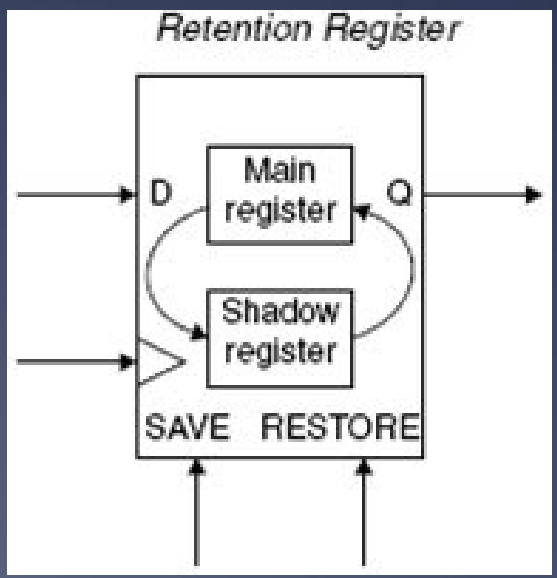 Retention Register
Main
D
register
Q
Shadow
register
SAVE RESTORE